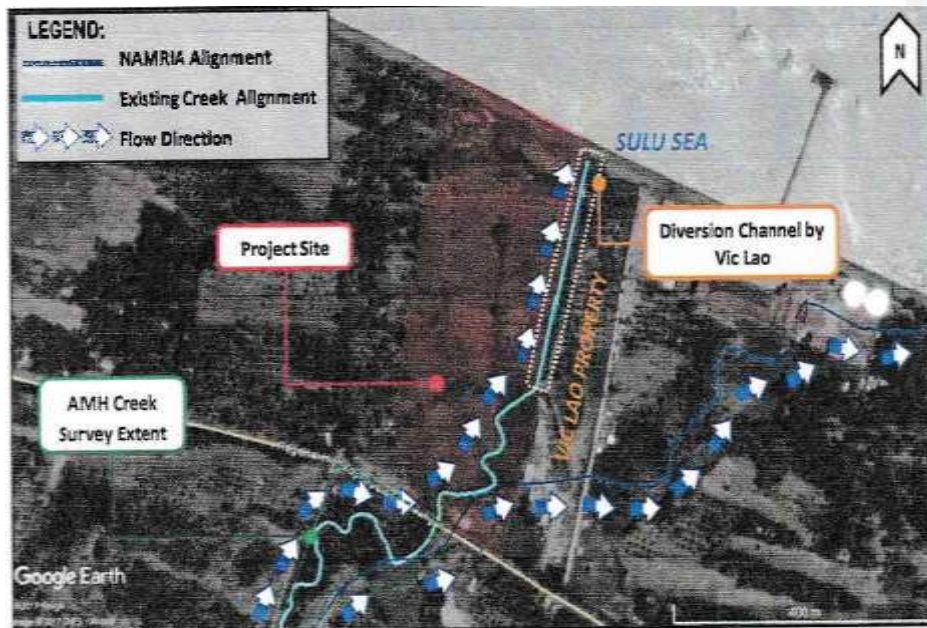 LEGEND:
NAMRIA Alignment
Existing Creek Alignment
Flow Direction
N
SULU SEA
Project Site
Diversion Channel by
Vic Lao
VIC LAO PROPERTY
AMH Creek
Survey Extent
Google Earth
400 m